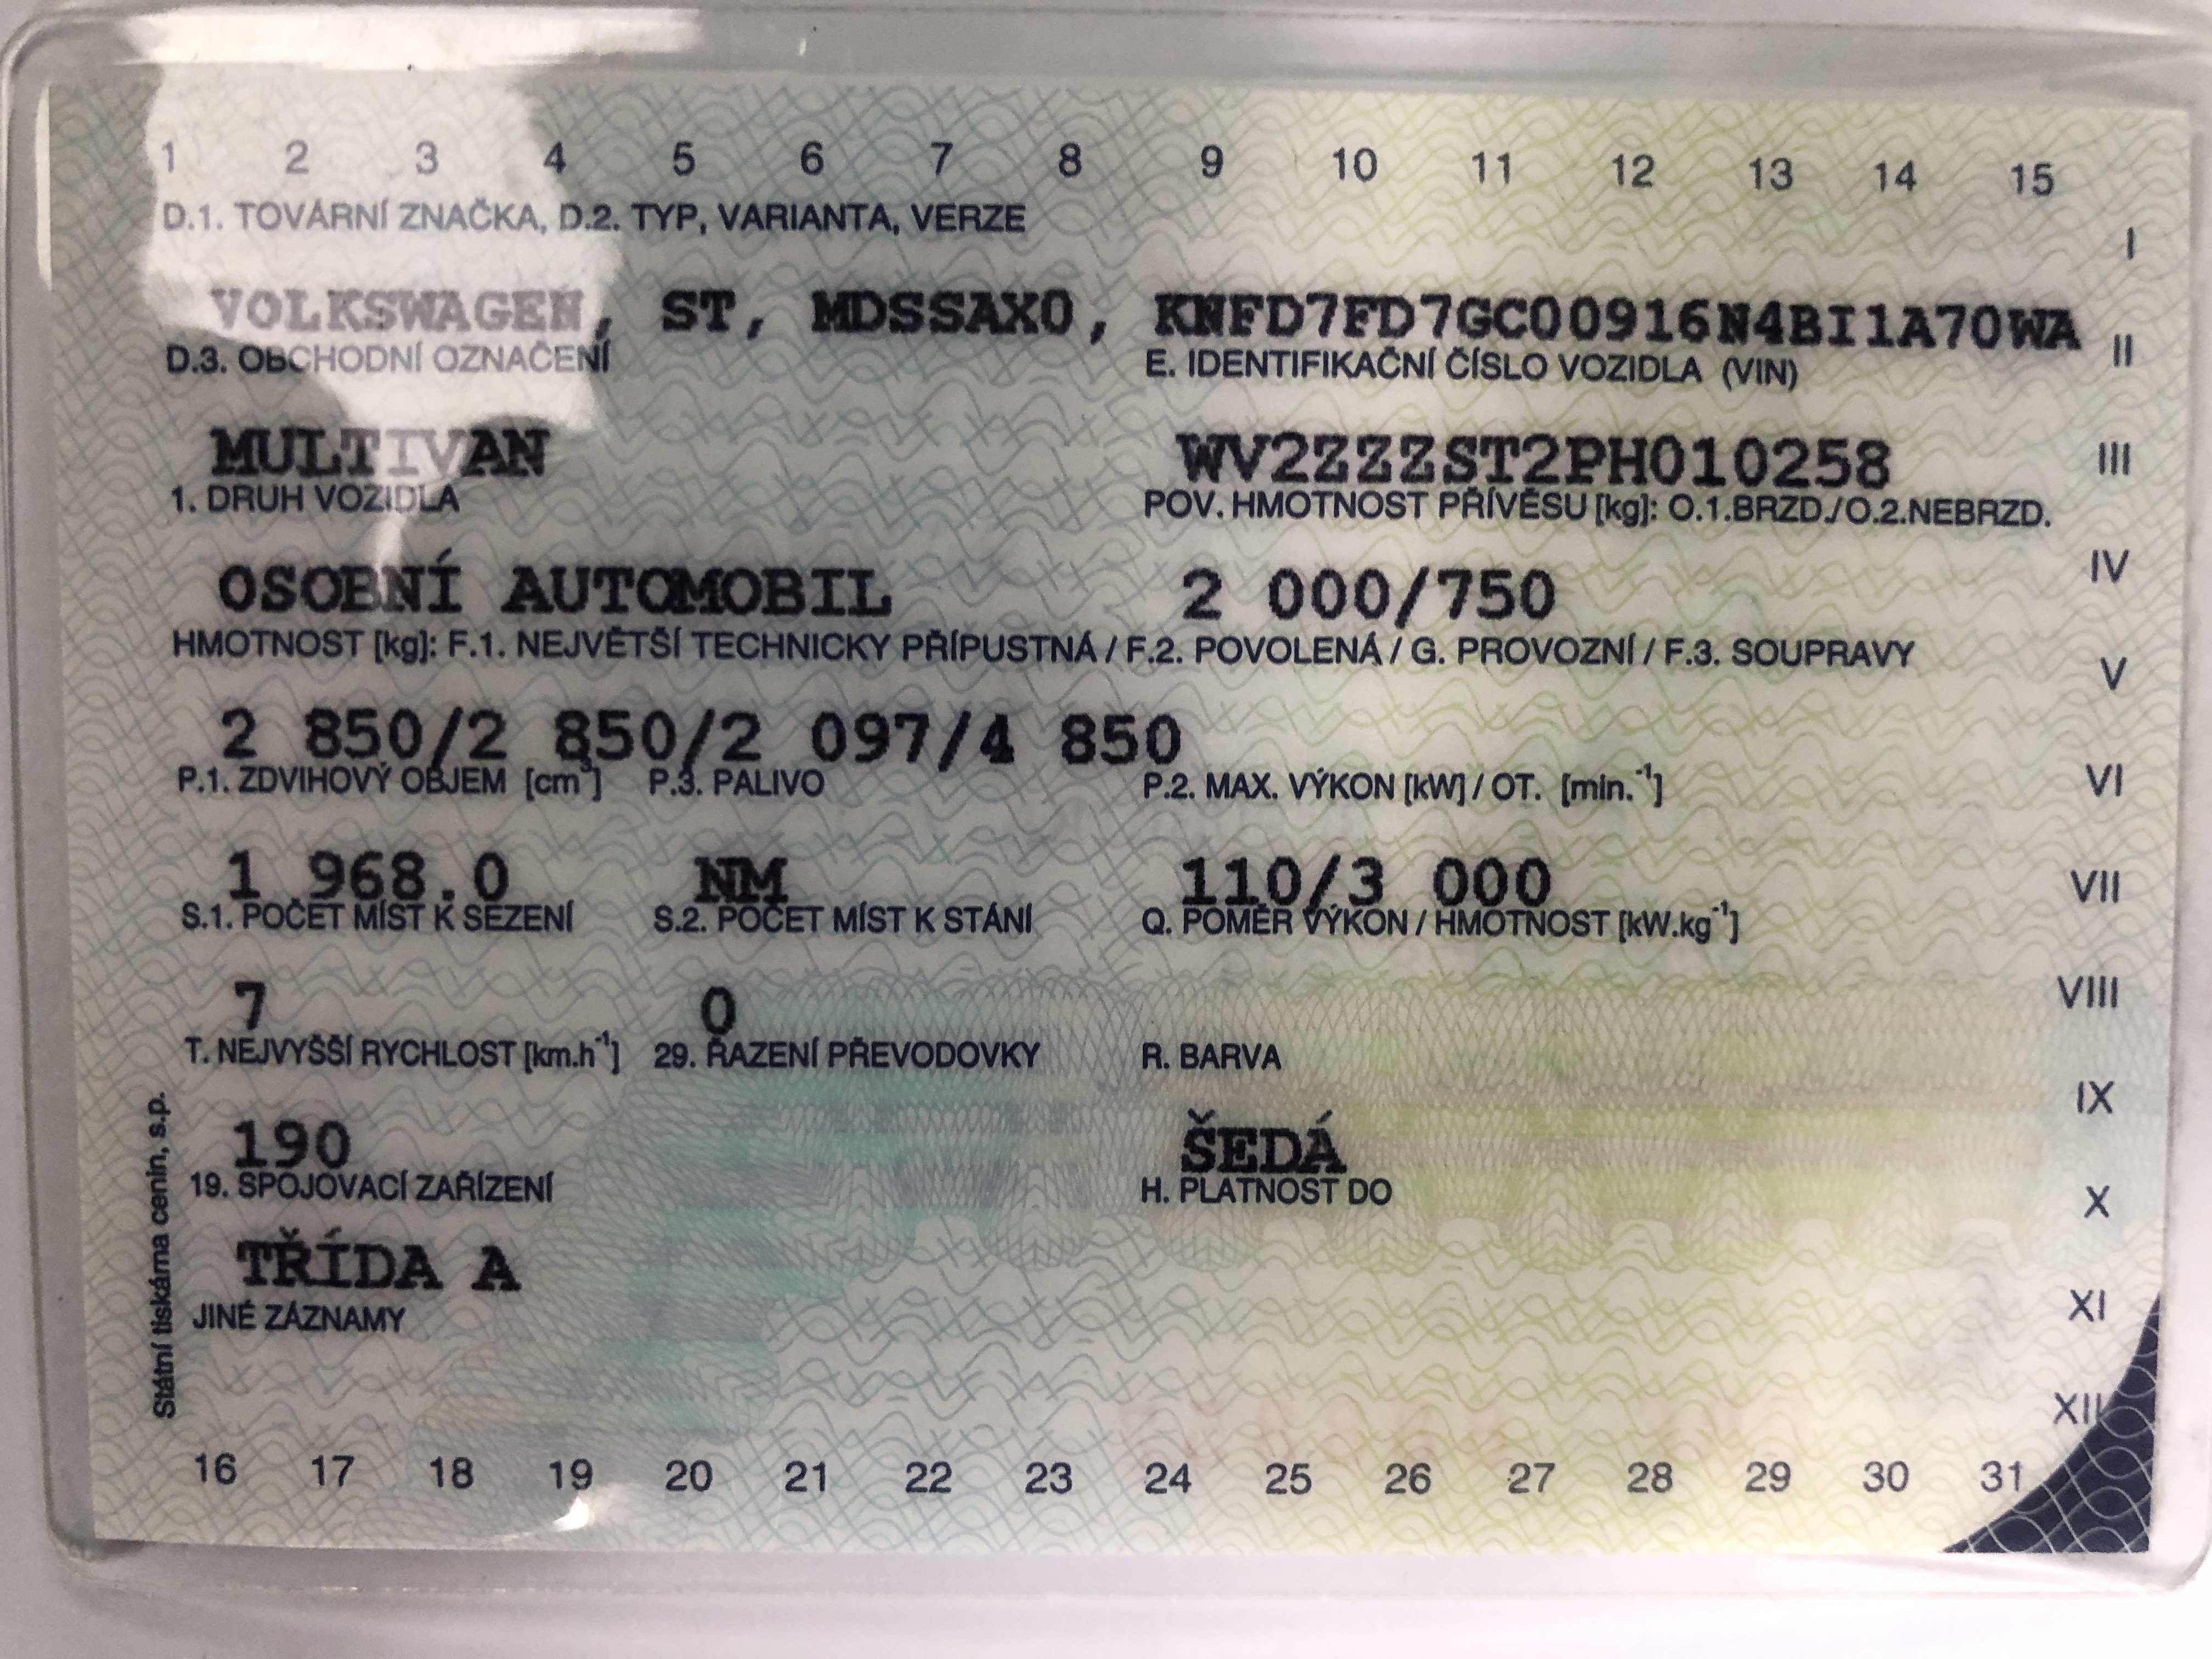 1 2 3 4 5 6 7 8 9 10 11 12 13 14 15
D.1. TOVÁRNÍ ZNAČKA, D.2. TYP, VARIANTA, VERZE
I
VOLKSWAGEN, ST, MDSSAX0, KNFD7FD7GC00916N4BI1A70WA
II
D.3. OBCHODNÍ OZNAČENÍ E. IDENTIFIKAČNÍ ČÍSLO VOZIDLA (VIN)
MULTIVAN WV2ZZZST2PH010258
III
1. DRUH VOZIDLA POV. HMOTNOST PŘÍVĚSU [kg]: O.1.BRZD./O.2.NEBRZD.
IV
OSOBNÍ AUTOMOBIL 2 000/750
HMOTNOST [kg]: F.1. NEJVĚTŠÍ TECHNICKY PŘÍPUSTNÁ / F.2. POVOLENÁ / G. PROVOZNÍ / F.3. SOUPRAVY
V
2 850/2 850/2 097/4 850
P.1. ZDVIHOVÝ OBJEM [cm³] P.3. PALIVO P.2. MAX. VÝKON [kW] / OT. [min.⁻¹]
VI
1 968.0 NM 110/3 000
VII
S.1. POČET MÍST K SEZENÍ S.2. POČET MÍST K STÁNÍ Q. POMĚR VÝKON / HMOTNOST [kW.kg⁻¹]
7 0
VIII
T. NEJVYŠŠÍ RYCHLOST [km.h⁻¹] 29. ŘAZENÍ PŘEVODOVKY R. BARVA
IX
190 ŠEDÁ
19. SPOJOVACÍ ZAŘÍZENÍ H. PLATNOST DO
X
TŘÍDA A
JINÉ ZÁZNAMY
XI
XII
Státní tiskárna cenin, s.p.
16 17 18 19 20 21 22 23 24 25 26 27 28 29 30 31